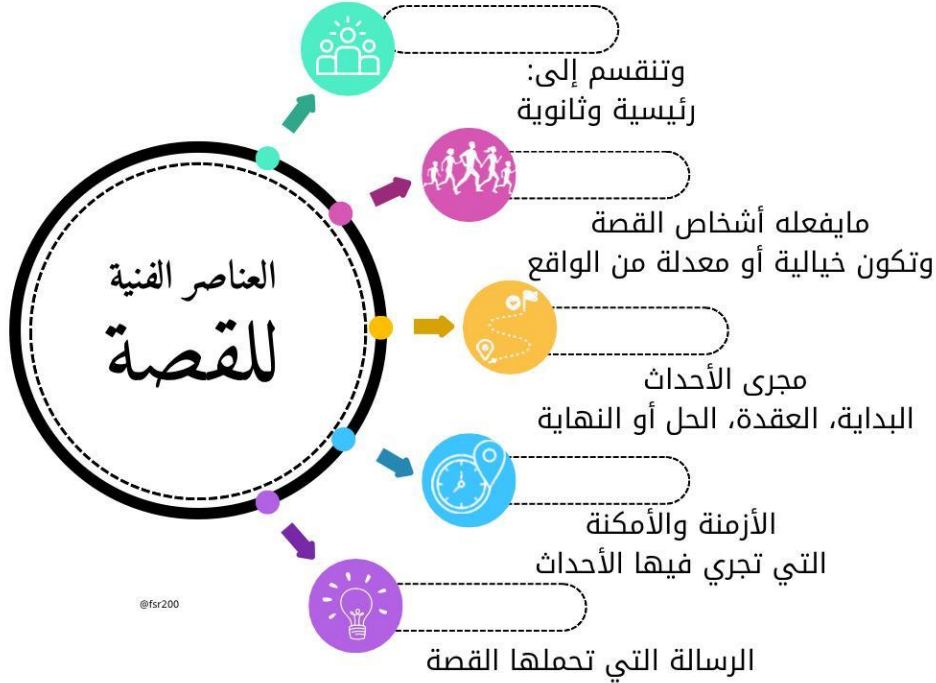 العناصر الفنية
للقصة
وتنقسم إلى:
رئيسية وثانوية
مايفعله أشخاص القصة
وتكون خيالية أو معدلة من الواقع
مجرى الأحداث
البداية، العقدة، الحل أو النهاية
الأزمنة والأمكنة
التي تجري فيها الأحداث
الرسالة التي تحملها القصة
@fsr200